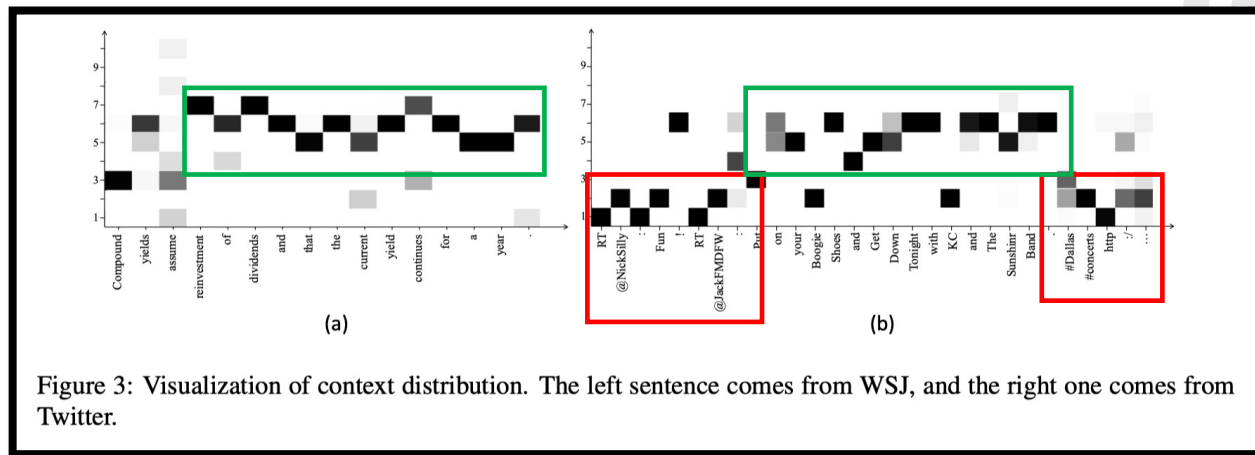 9
7
5
3
1
Compound
yields
assume
reinvestment
of
dividends
and
that
the
current
yield
continues
for
a
year
.
(a)
9
7
5
3
1
RT
@NickSilly
:
Fun
!
RT
@JackFMDFW
:
Put
on
your
Boogie
Shoes
and
Get
Down
Tonight
with
KC
and
The
Band
.
#Dallas
#concerts
http
:/
...
(b)
Figure 3: Visualization of context distribution. The left sentence comes from WSJ, and the right one comes from
Twitter.